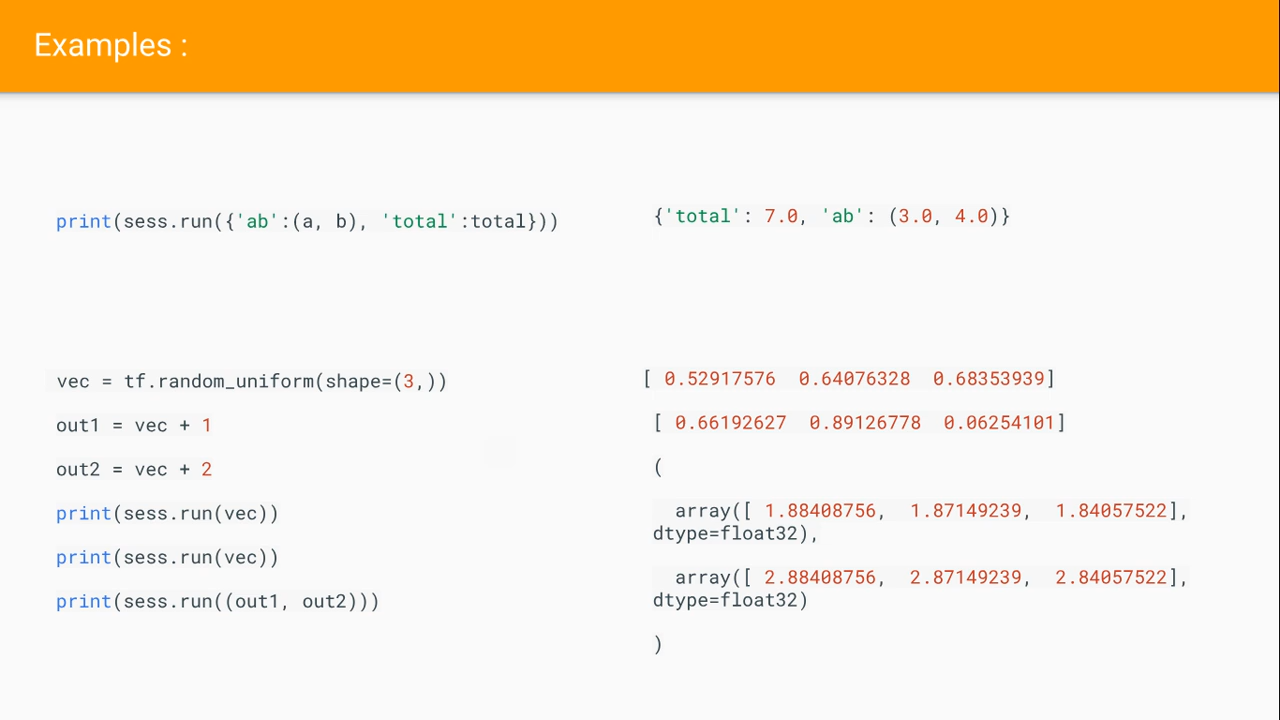 Examples :
print(sess.run({'ab':(a, b), 'total':total}))
{'total': 7.0, 'ab': (3.0, 4.0)}
vec = tf.random_uniform(shape=(3,))
out1 = vec + 1
out2 = vec + 2
print(sess.run(vec))
print(sess.run(vec))
print(sess.run((out1, out2)))
[ 0.52917576 0.64076328 0.68353939]
[ 0.66192627 0.89126778 0.06254101]
(
array([ 1.88408756, 1.87149239, 1.84057522],
dtype=float32),
array([ 2.88408756, 2.87149239, 2.84057522],
dtype=float32)
)